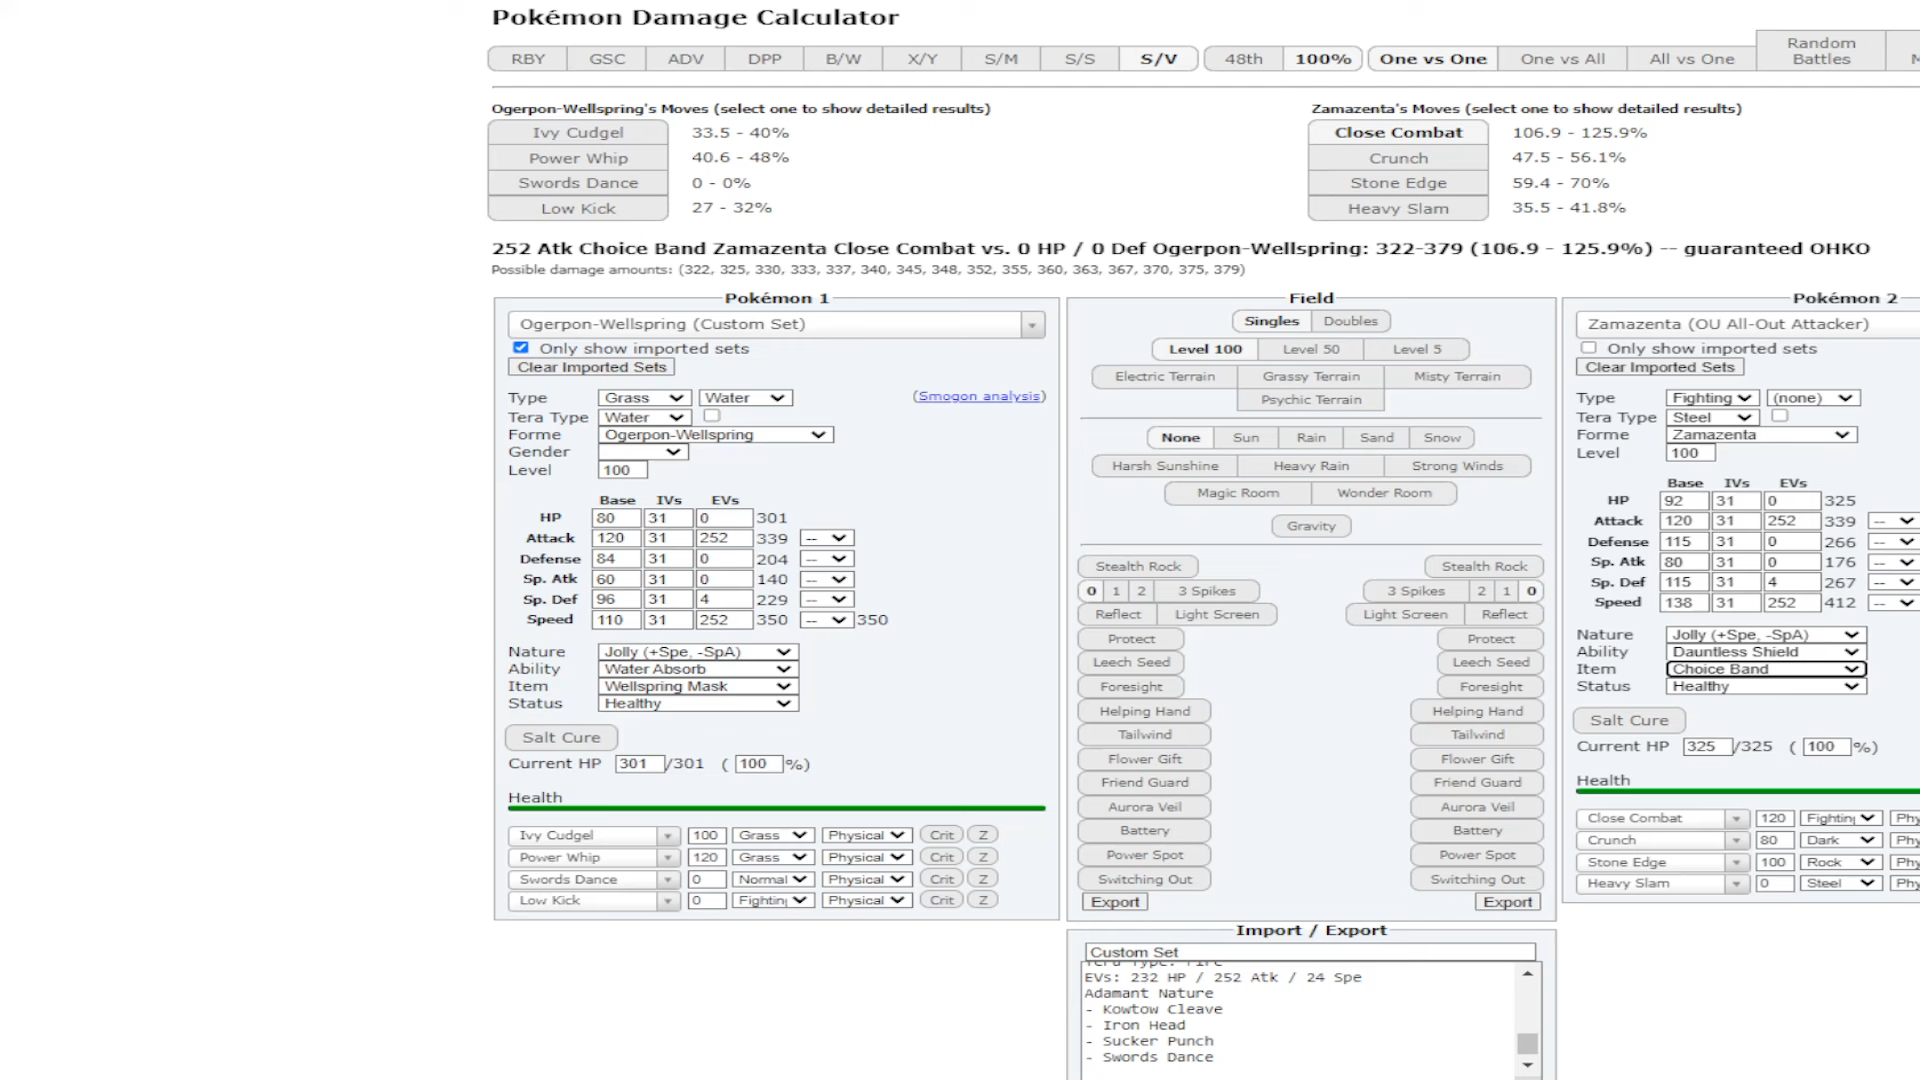 Pokémon Damage Calculator
RBY GSC ADV DPP B/W X/Y S/M S/S S/V 48th 100% One vs One One vs All All vs One Random Battles
Ogerpon-Wellspring's Moves (select one to show detailed results)
Ivy Cudgel 33.5 - 40%
Power Whip 40.6 - 48%
Swords Dance 0 - 0%
Low Kick 27 - 32%
Zamazenta's Moves (select one to show detailed results)
Close Combat 106.9 - 125.9%
Crunch 47.5 - 56.1%
Stone Edge 59.4 - 70%
Heavy Slam 35.5 - 41.8%
252 Atk Choice Band Zamazenta Close Combat vs. 0 HP / 0 Def Ogerpon-Wellspring: 322-379 (106.9 - 125.9%) -- guaranteed OHKO
Possible damage amounts: (322, 325, 330, 333, 337, 340, 345, 348, 352, 355, 360, 363, 367, 370, 375, 379)
Pokémon 1
Ogerpon-Wellspring (Custom Set)
Only show imported sets
Clear Imported Sets
Type Grass Water (Smogon analysis)
Tera Type Water
Forme Ogerpon-Wellspring
Gender
Level 100
Base IVs EVs
HP 80 31 0 301
Attack 120 31 252 339 --
Defense 84 31 0 204 --
Sp. Atk 60 31 0 140 --
Sp. Def 96 31 4 229 --
Speed 110 31 252 350 -- 350
Nature Jolly (+Spe, -SpA)
Ability Water Absorb
Item Wellspring Mask
Status Healthy
Salt Cure
Current HP 301/301 (100%)
Health
Ivy Cudgel 100 Grass Physical Crit Z
Power Whip 120 Grass Physical Crit Z
Swords Dance 0 Normal Physical Crit Z
Low Kick 0 Fighting Physical Crit Z
Field
Singles Doubles
Level 100 Level 50 Level 5
Electric Terrain Grassy Terrain Misty Terrain
Psychic Terrain
None Sun Rain Sand Snow
Harsh Sunshine Heavy Rain Strong Winds
Magic Room Wonder Room
Gravity
Stealth Rock Stealth Rock
0 1 2 3 Spikes 3 Spikes 2 1 0
Reflect Light Screen Light Screen Reflect
Protect Protect
Leech Seed Leech Seed
Foresight Foresight
Helping Hand Helping Hand
Tailwind Tailwind
Flower Gift Flower Gift
Friend Guard Friend Guard
Aurora Veil Aurora Veil
Battery Battery
Power Spot Power Spot
Switching Out Switching Out
Export Export
Import / Export
Custom Set
Tera Type: Fire
EVs: 232 HP / 252 Atk / 24 Spe
Adamant Nature
- Kowtow Cleave
- Iron Head
- Sucker Punch
- Swords Dance
Pokémon 2
Zamazenta (OU All-Out Attacker)
Only show imported sets
Clear Imported Sets
Type Fighting (none)
Tera Type Steel
Forme Zamazenta
Level 100
Base IVs EVs
HP 92 31 0 325
Attack 120 31 252 339 --
Defense 115 31 0 266 --
Sp. Atk 80 31 0 176 --
Sp. Def 115 31 4 267 --
Speed 138 31 252 412 --
Nature Jolly (+Spe, -SpA)
Ability Dauntless Shield
Item Choice Band
Status Healthy
Salt Cure
Current HP 325/325 (100%)
Health
Close Combat 120 Fighting Phy
Crunch 80 Dark Phy
Stone Edge 100 Rock Phy
Heavy Slam 0 Steel Phy